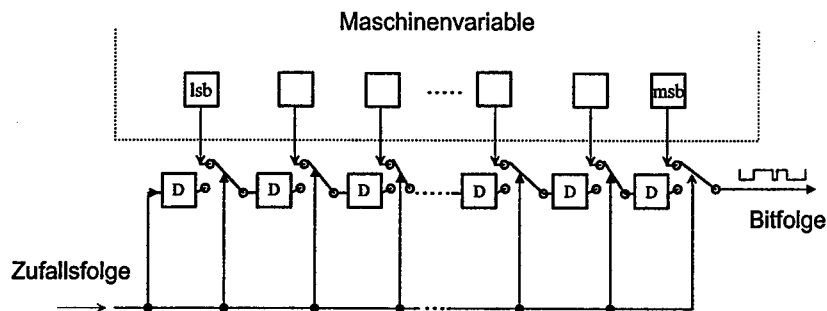 Maschinenvariable
lsb ..... msb
D D D D D D
Bitfolge
Zufallsfolge